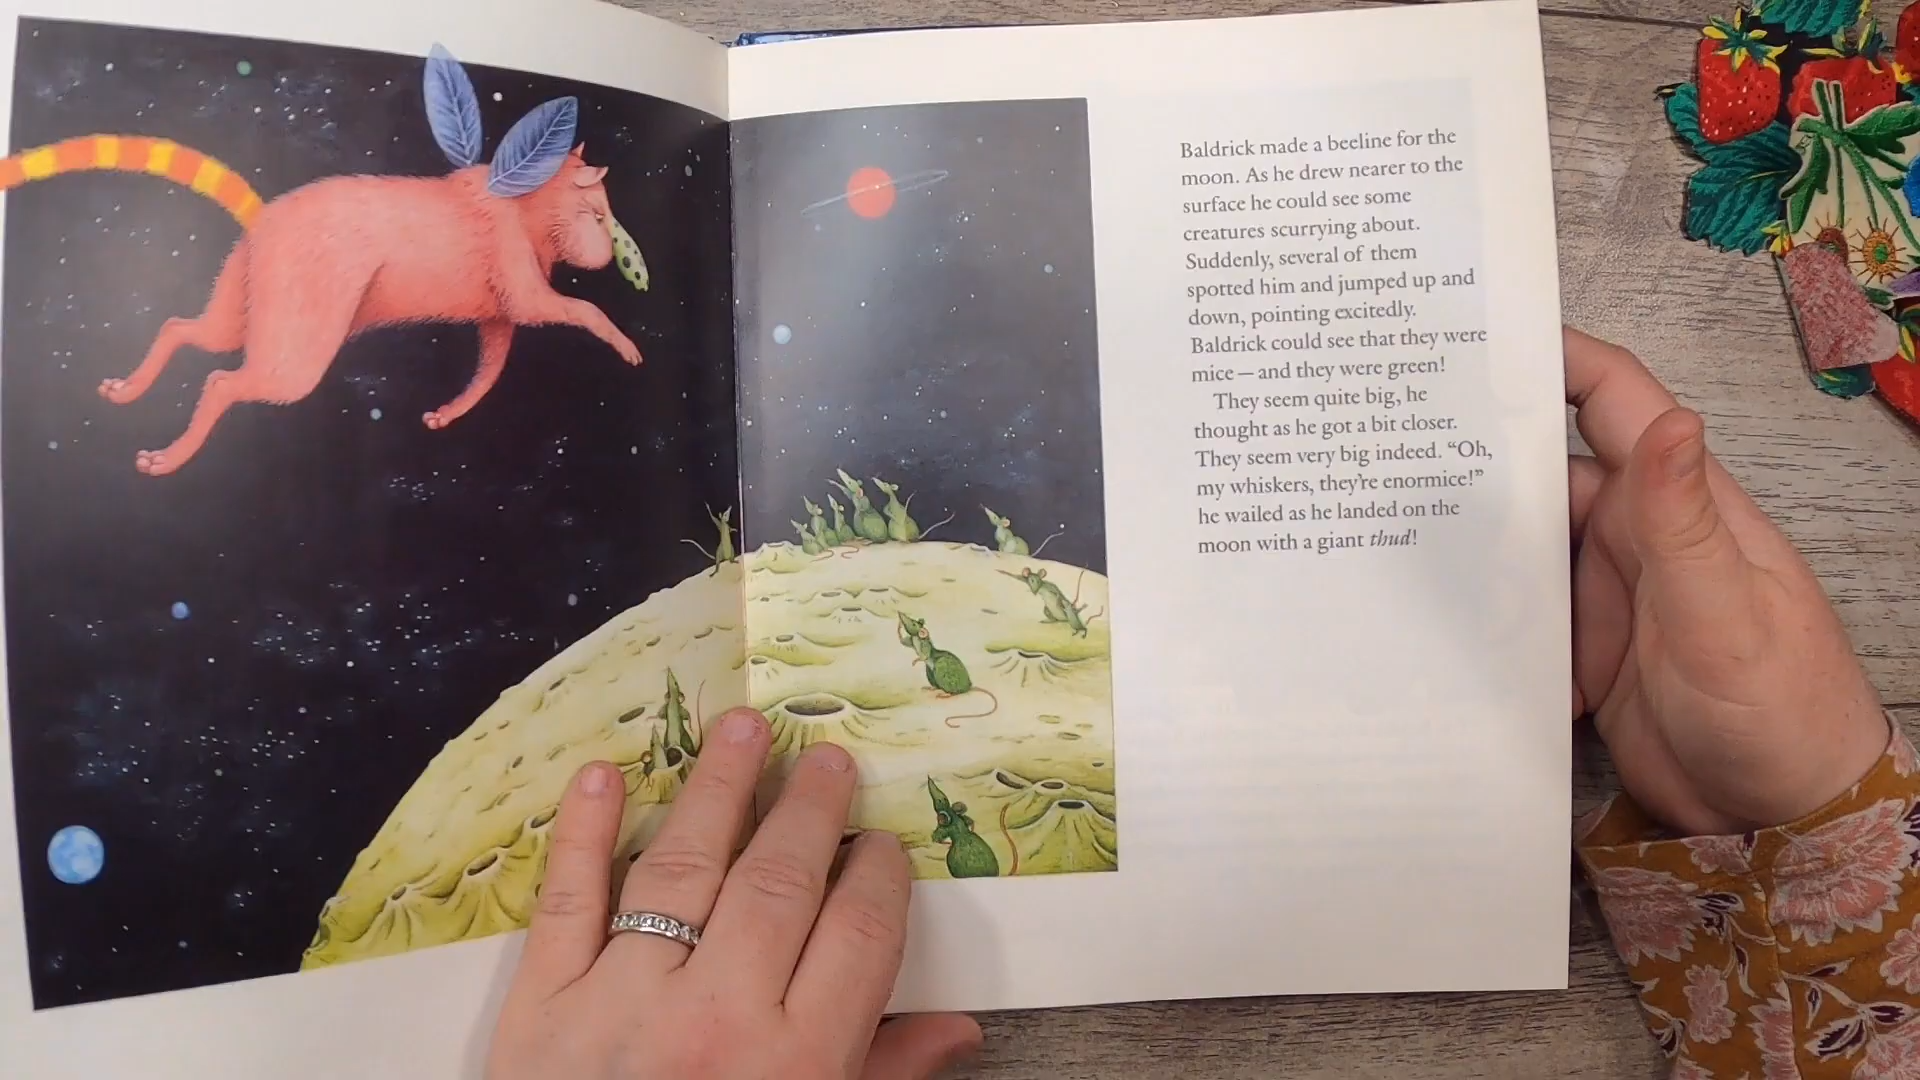 Baldrick made a beeline for the
moon. As he drew nearer to the
surface he could see some
creatures scurrying about.
Suddenly, several of them
spotted him and jumped up and
down, pointing excitedly.
Baldrick could see that they were
mice — and they were green!
They seem quite big, he
thought as he got a bit closer.
They seem very big indeed. “Oh,
my whiskers, they’re enormice!”
he wailed as he landed on the
moon with a giant thud!